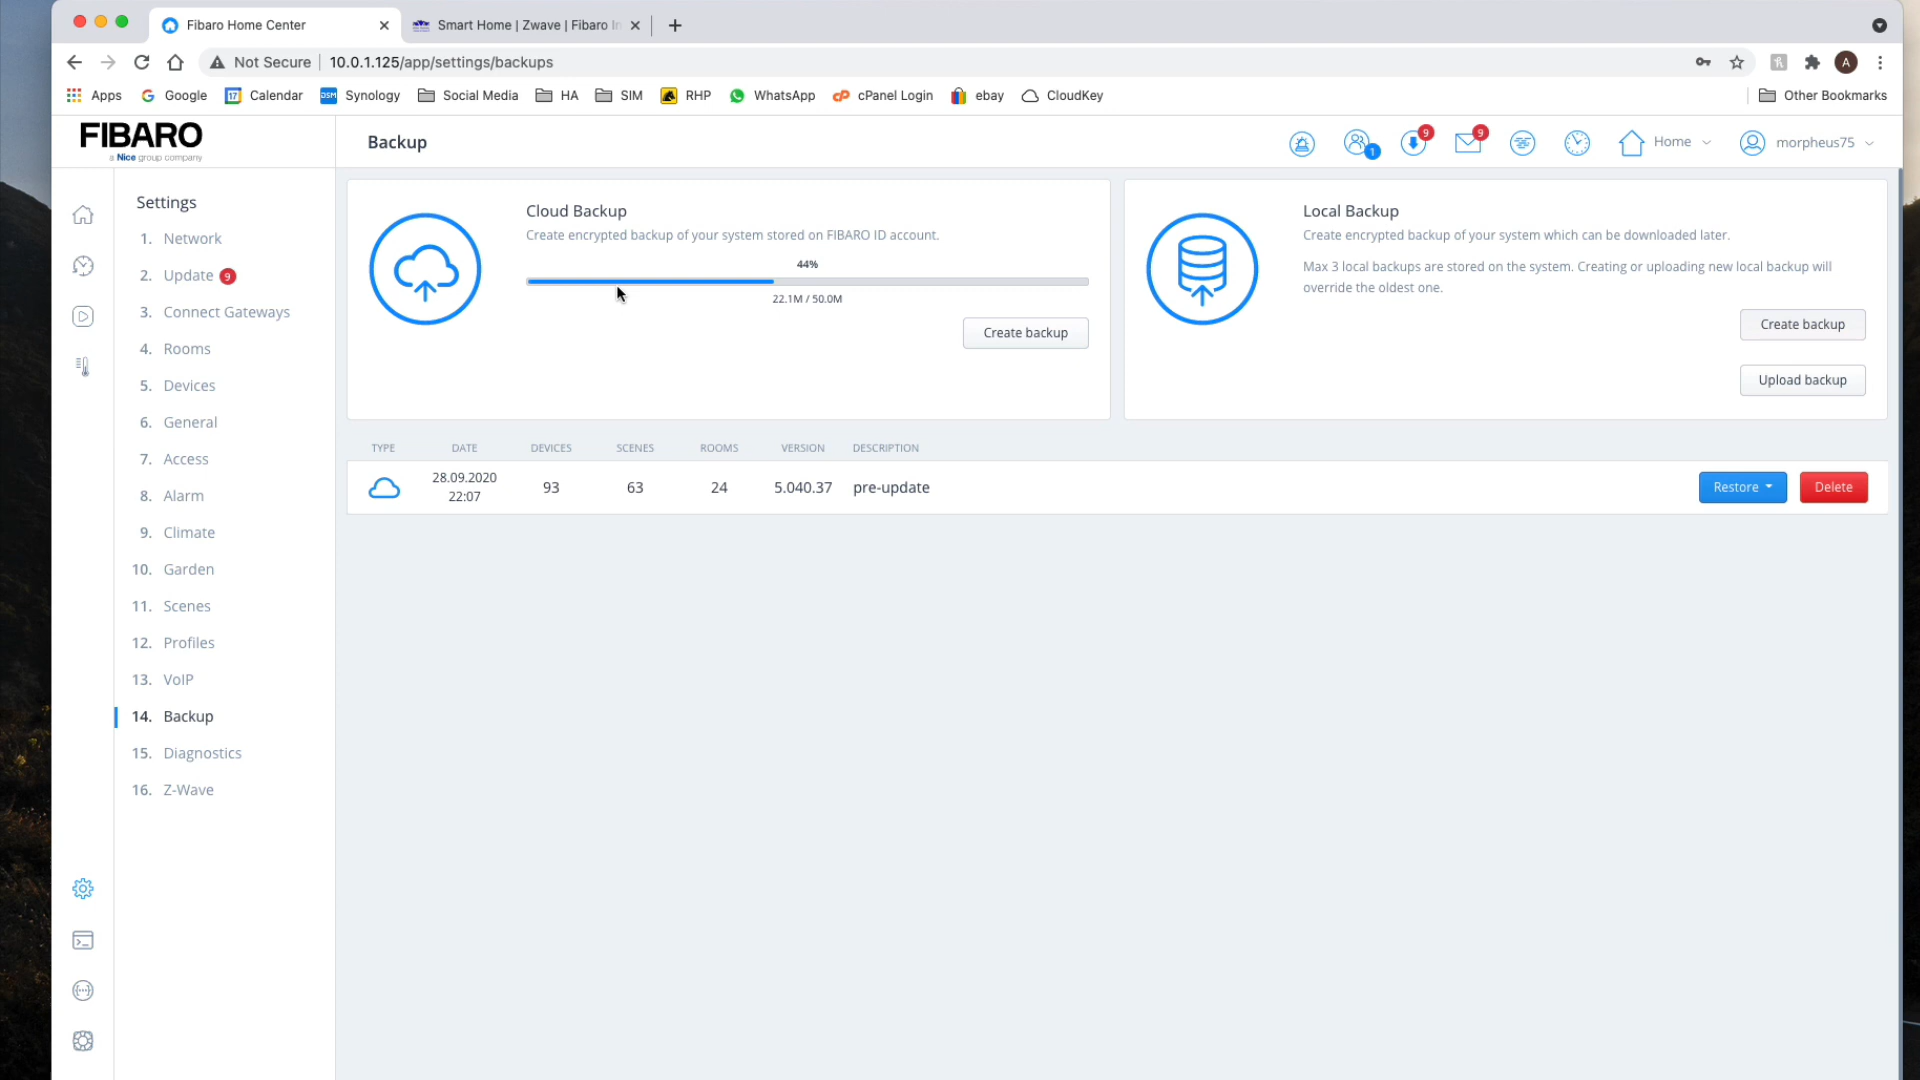 Fibaro Home Center
Smart Home | Zwave | Fibaro In
Not Secure
10.0.1.125/app/settings/backups
A
Apps
Google
17
Calendar
DSM
Synology
Social Media
HA
SIM
RHP
WhatsApp
cPanel Login
ebay
CloudKey
Other Bookmarks
FIBARO
a Nice group company
Backup
1
9
9
Home
morpheus75
Settings
1. Network
2. Update 9
3. Connect Gateways
4. Rooms
5. Devices
6. General
7. Access
8. Alarm
9. Climate
10. Garden
11. Scenes
12. Profiles
13. VoIP
14. Backup
15. Diagnostics
16. Z-Wave
Cloud Backup
Create encrypted backup of your system stored on FIBARO ID account.
44%
22.1M / 50.0M
Create backup
Local Backup
Create encrypted backup of your system which can be downloaded later.
Max 3 local backups are stored on the system. Creating or uploading new local backup will
override the oldest one.
Create backup
Upload backup
TYPE DATE DEVICES SCENES ROOMS VERSION DESCRIPTION
28.09.2020
22:07
93 63 24 5.040.37 pre-update
Restore
Delete